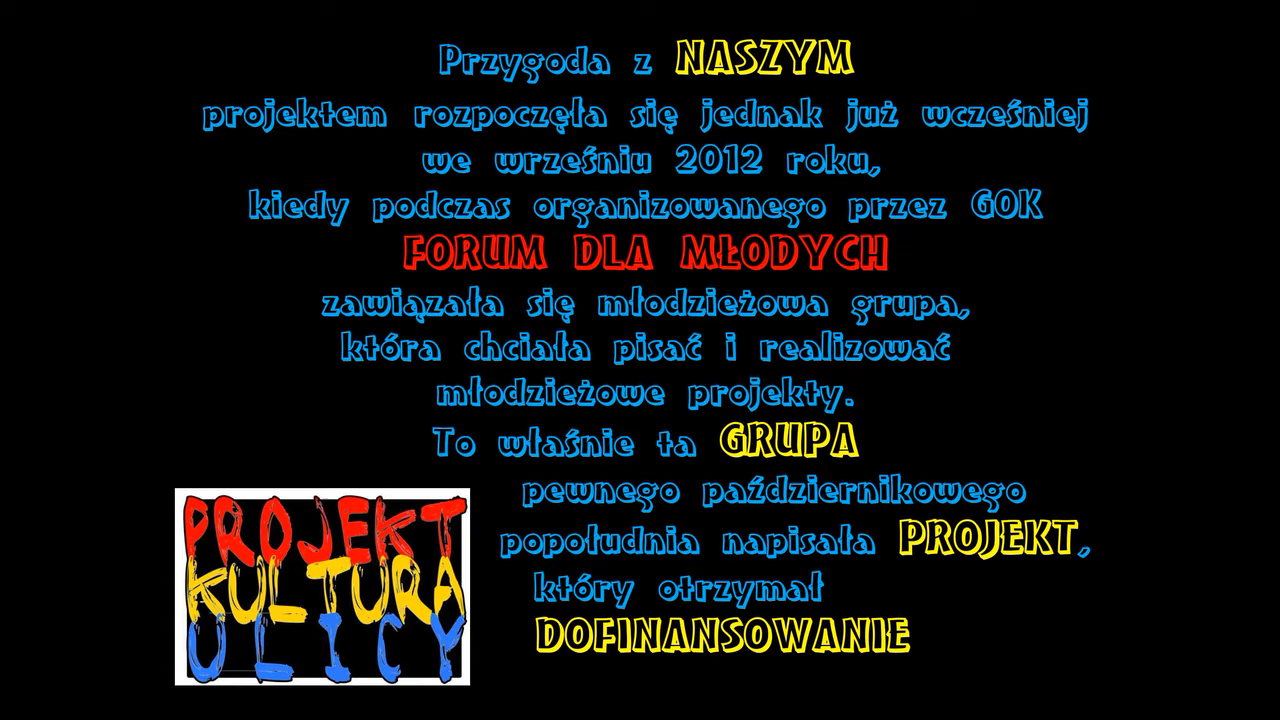 Przygoda z NASZYM
projektem rozpoczęła się jednak już wcześniej
we wrześniu 2012 roku,
kiedy podczas organizowanego przez GOK
FORUM DLA MŁODYCH
zawiązała się młodzieżowa grupa,
która chciała pisać i realizować
młodzieżowe projekty.
To właśnie ta GRUPA
pewnego październikowego
popołudnia napisała PROJEKT,
który otrzymał
DOFINANSOWANIE
PROJEKT
KULTURA
ULICY